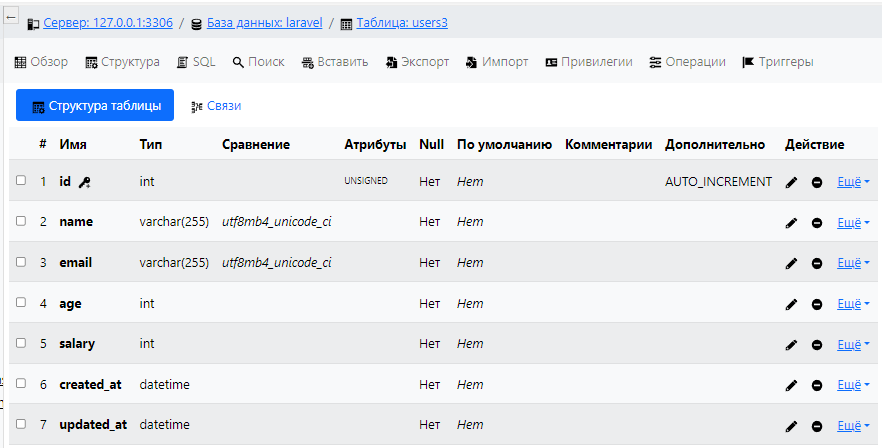 ← Сервер: 127.0.0.1:3306 / База данных: laravel / Таблица: users3
Обзор Структура SQL Поиск Вставить Экспорт Импорт Привилегии Операции Триггеры
Структура таблицы Связи
# Имя Тип Сравнение Атрибуты Null По умолчанию Комментарии Дополнительно Действие
1 id int UNSIGNED Нет Нет AUTO_INCREMENT Ещё
2 name varchar(255) utf8mb4_unicode_ci Нет Нет Ещё
3 email varchar(255) utf8mb4_unicode_ci Нет Нет Ещё
4 age int Нет Нет Ещё
5 salary int Нет Нет Ещё
6 created_at datetime Нет Нет Ещё
7 updated_at datetime Нет Нет Ещё